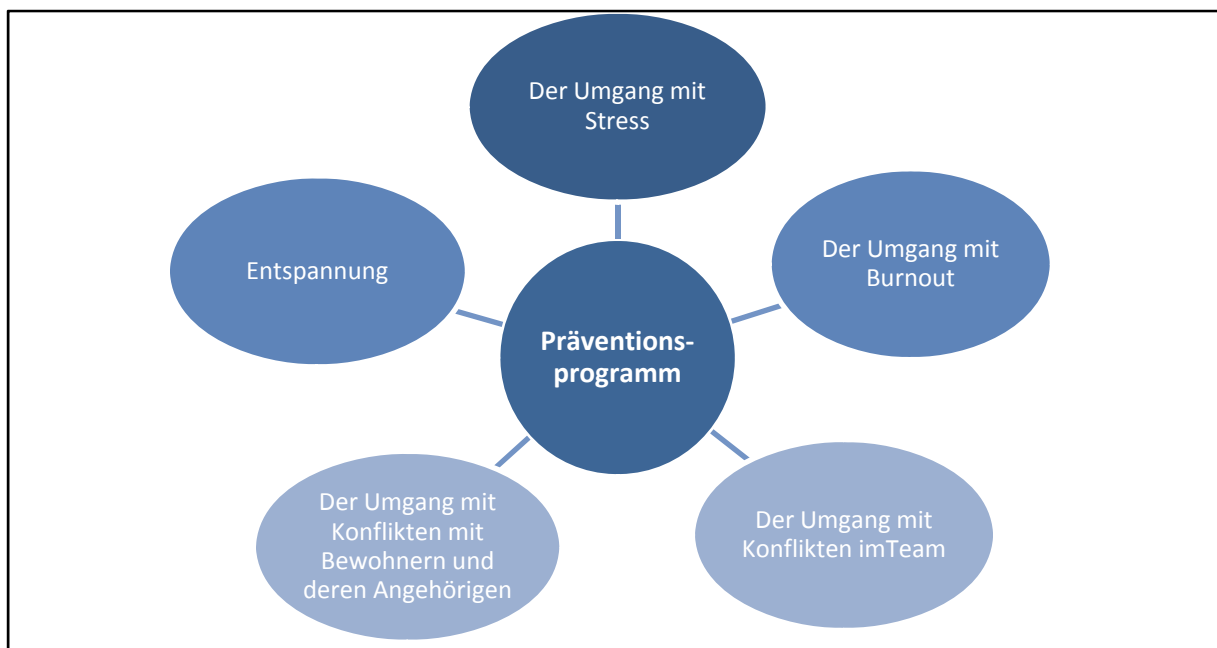 Der Umgang mit
Stress
Entspannung
Der Umgang mit
Burnout
Präventions-
programm
Der Umgang mit
Konflikten mit
Bewohnern und
deren Angehörigen
Der Umgang mit
Konflikten imTeam